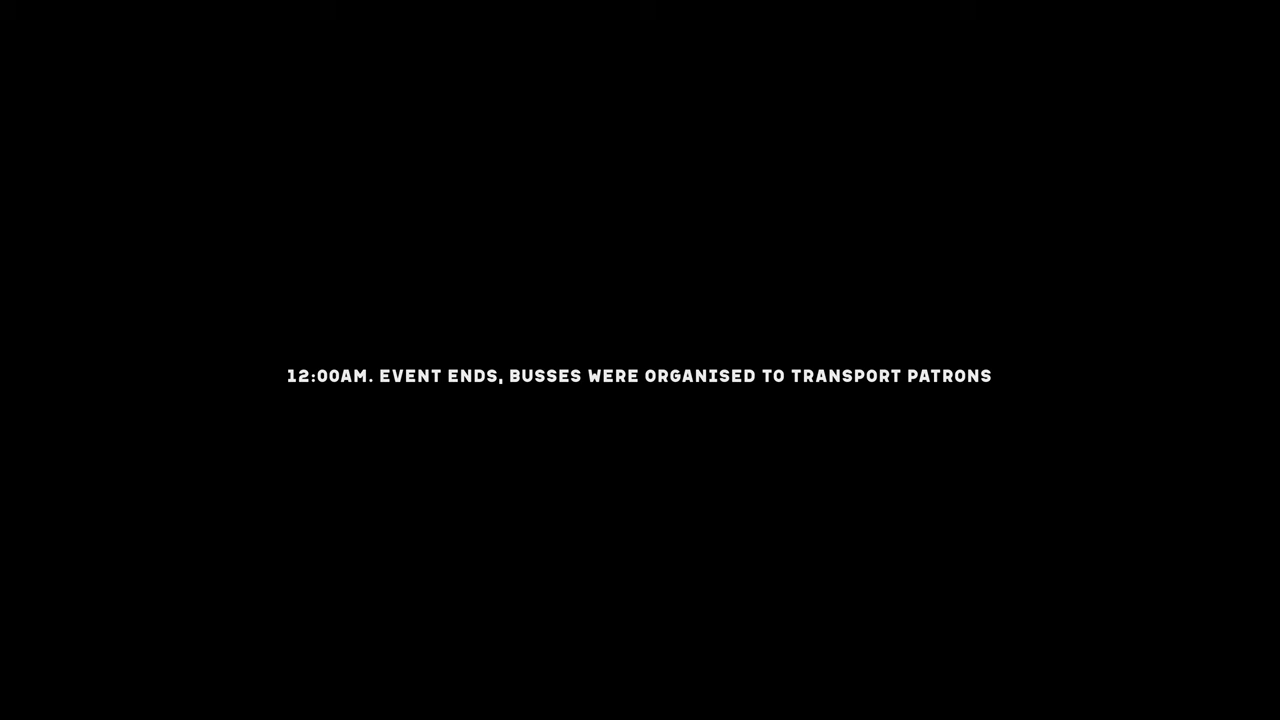 12:00AM. EVENT ENDS, BUSSES WERE ORGANISED TO TRANSPORT PATRONS